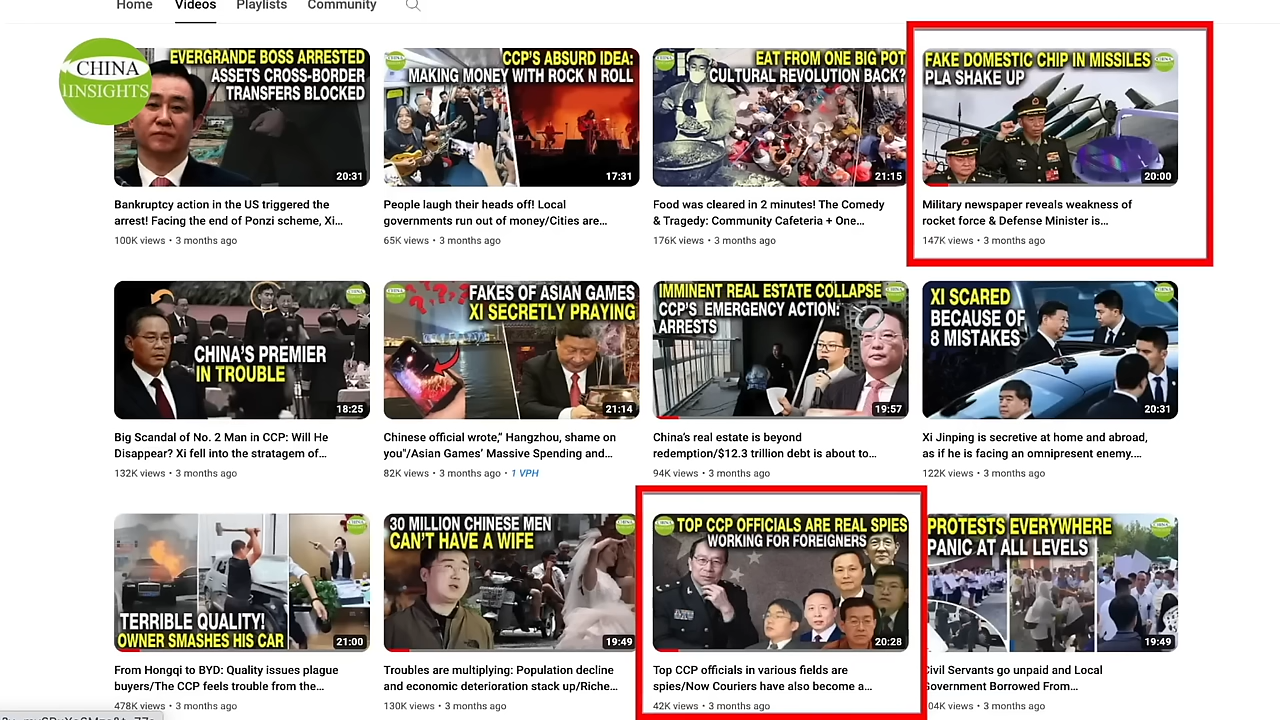 Home Videos Playlists Community
CHINA
INSIGHTS
EVERGRANDE BOSS ARRESTED
ASSETS CROSS-BORDER
TRANSFERS BLOCKED
20:31
Bankruptcy action in the US triggered the
arrest! Facing the end of Ponzi scheme, Xi...
100K views • 3 months ago
CCP'S ABSURD IDEA:
MAKING MONEY WITH ROCK N ROLL
17:31
People laugh their heads off! Local
governments run out of money/Cities are...
65K views • 3 months ago
EAT FROM ONE BIG POT
CULTURAL REVOLUTION BACK?
21:15
Food was cleared in 2 minutes! The Comedy
& Tragedy: Community Cafeteria + One...
176K views • 3 months ago
FAKE DOMESTIC CHIP IN MISSILES
PLA SHAKE UP
20:00
Military newspaper reveals weakness of
rocket force & Defense Minister is...
147K views • 3 months ago
CHINA'S PREMIER
IN TROUBLE
18:25
Big Scandal of No. 2 Man in CCP: Will He
Disappear? Xi fell into the stratagem of...
132K views • 3 months ago
FAKES OF ASIAN GAMES
XI SECRETLY PRAYING
21:14
Chinese official wrote,” Hangzhou, shame on
you"/Asian Games’ Massive Spending and...
82K views • 3 months ago • 1 VPH
IMMINENT REAL ESTATE COLLAPSE
CCP'S EMERGENCY ACTION:
ARRESTS
19:57
China’s real estate is beyond
redemption/$12.3 trillion debt is about to...
94K views • 3 months ago
XI SCARED
BECAUSE OF
8 MISTAKES
20:31
Xi Jinping is secretive at home and abroad,
as if he is facing an omnipresent enemy....
122K views • 3 months ago
TERRIBLE QUALITY!
OWNER SMASHES HIS CAR
21:00
From Hongqi to BYD: Quality issues plague
buyers/The CCP feels trouble from the...
478K views • 3 months ago
30 MILLION CHINESE MEN
CAN'T HAVE A WIFE
19:49
Troubles are multiplying: Population decline
and economic deterioration stack up/Riche...
130K views • 3 months ago
TOP CCP OFFICIALS ARE REAL SPIES
WORKING FOR FOREIGNERS
20:28
Top CCP officials in various fields are
spies/Now Couriers have also become a...
42K views • 3 months ago
PROTESTS EVERYWHERE
PANIC AT ALL LEVELS
19:49
Civil Servants go unpaid and Local
Government Borrowed From...
04K views • 3 months ago